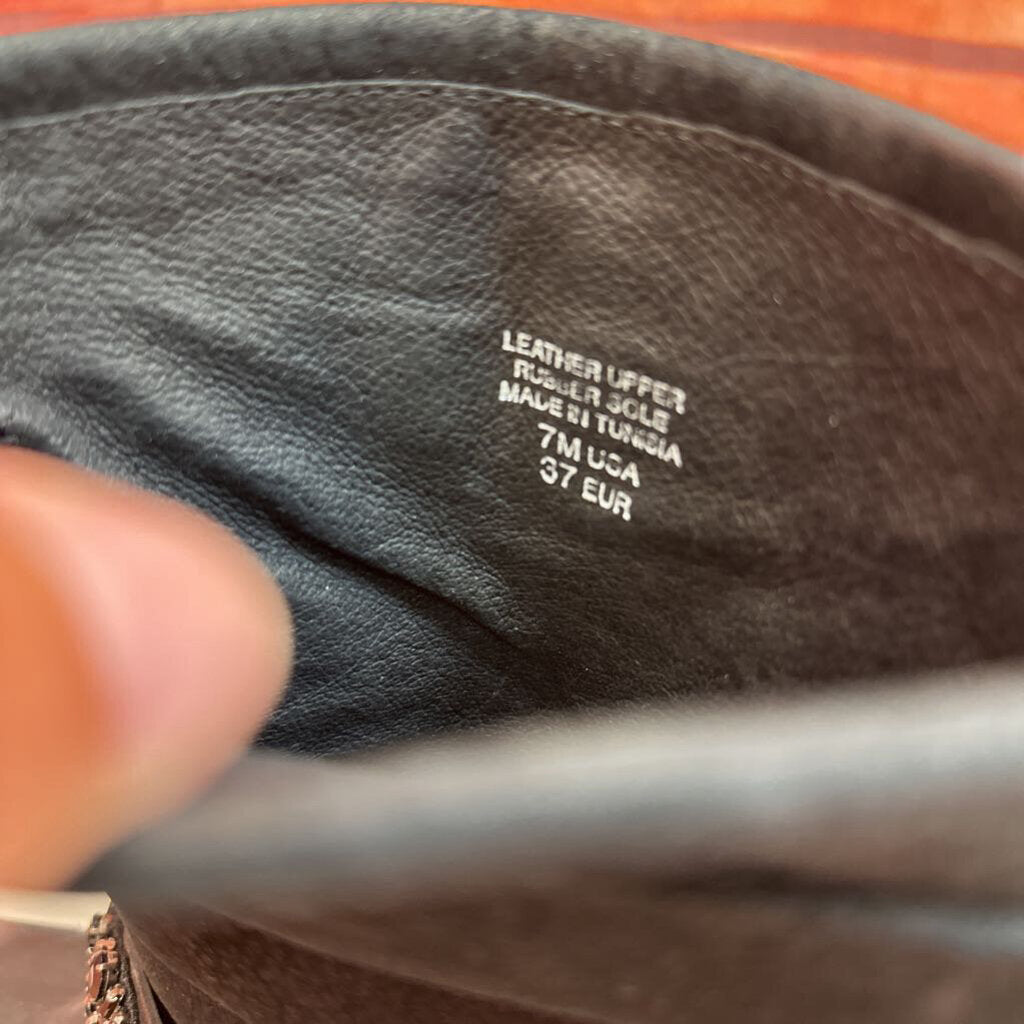 LEATHER UPPER
RUBBER SOLE
MADE IN TUNISIA
7M USA
37 EUR